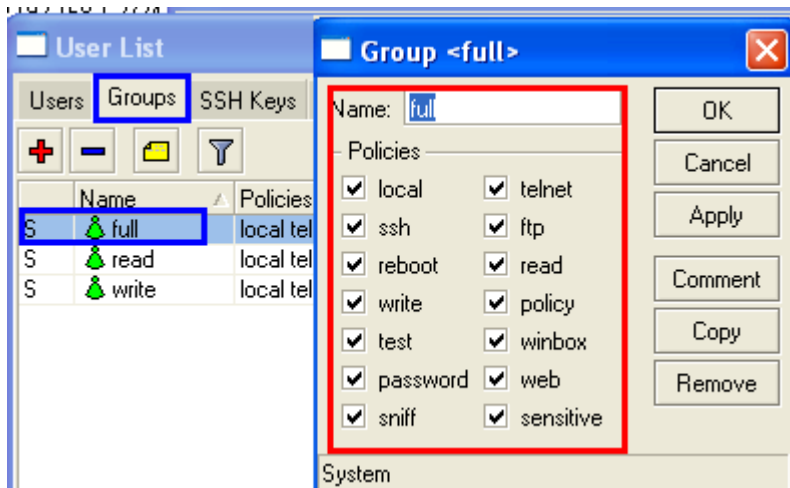 User List
Users Groups SSH Keys
Name Policies
S full local tel
S read local tel
S write local tel
Group <full>
Name: full
Policies
local telnet
ssh ftp
reboot read
write policy
test winbox
password web
sniff sensitive
System
OK
Cancel
Apply
Comment
Copy
Remove